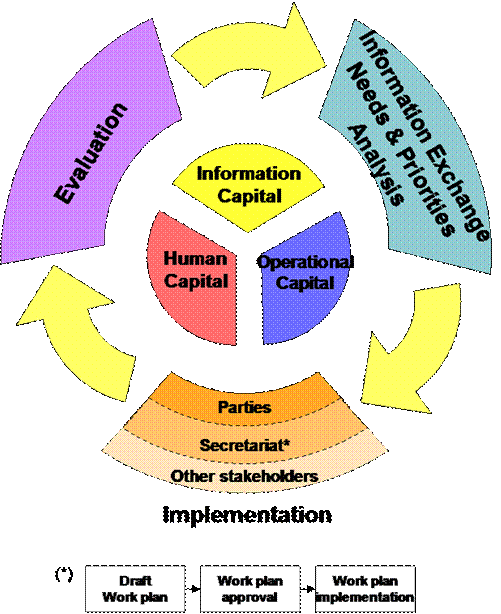 Evaluation
Information Exchange
Needs & Priorities
Analysis
Information
Capital
Human
Capital
Operational
Capital
Parties
Secretariat*
Other stakeholders
Implementation
(*)
Draft
Work plan
Work plan
approval
Work plan
implementation